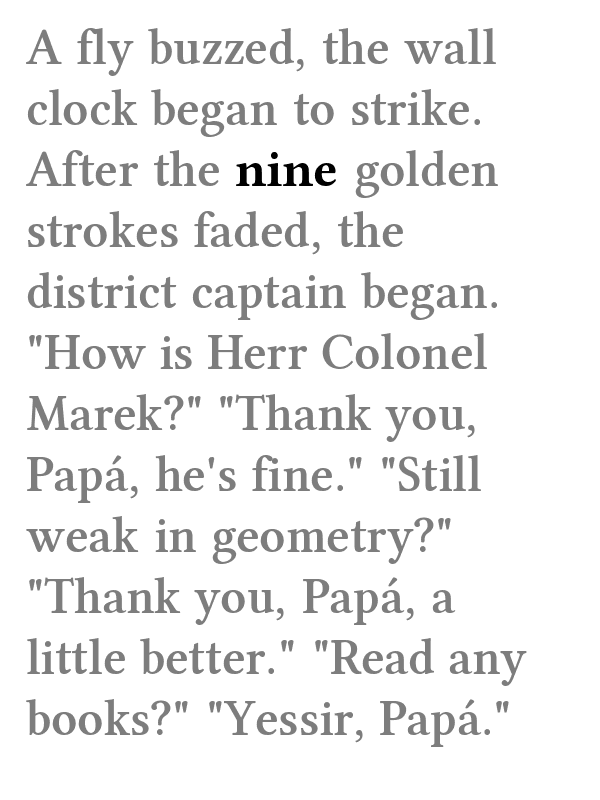 A fly buzzed, the wall
clock began to strike.
After the nine golden
strokes faded, the
district captain began.
"How is Herr Colonel
Marek?" "Thank you,
Papá, he's fine." "Still
weak in geometry?"
"Thank you, Papá, a
little better." "Read any
books?" "Yessir, Papá."